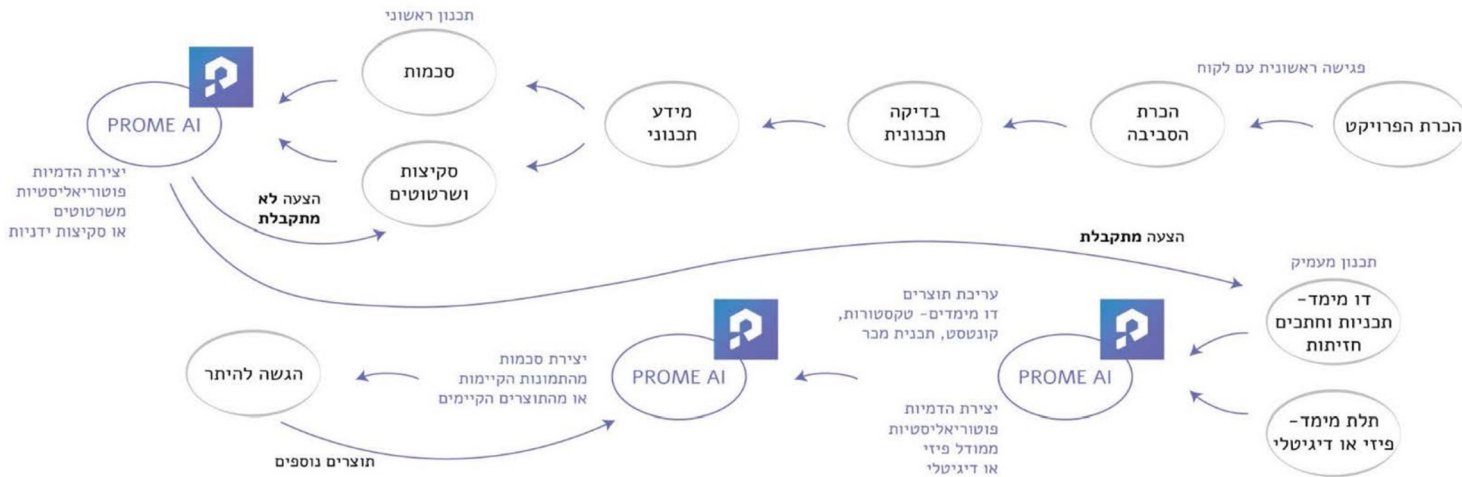 פגישה ראשונית עם לקוח
הכרת הפרויקט
הכרת
הסביבה
בדיקה
תכנונית
מידע
תכנוני
תכנון ראשוני
סכמות
סקיצות
ושרטוטים
PROME AI
יצירת הדמיות
פוטוריאליסטיות
משרטוטים
או סקיצות ידניות
הצעה לא
מתקבלת
הצעה מתקבלת
תכנון מעמיק
דו מימד-
תכניות וחתכים
חזיתות
תלת מימד-
פיזי או דיגיטלי
PROME AI
עריכת תוצרים
דו מימדים- טקסטורות,
קונטסט, תכנית מכר
יצירת הדמיות
פוטוריאליסטיות
ממודל פיזי
או דיגיטלי
PROME AI
יצירת סכמות
מהתמונות הקיימות
או מהתוצרים הקיימים
הגשה להיתר
תוצרים נוספים